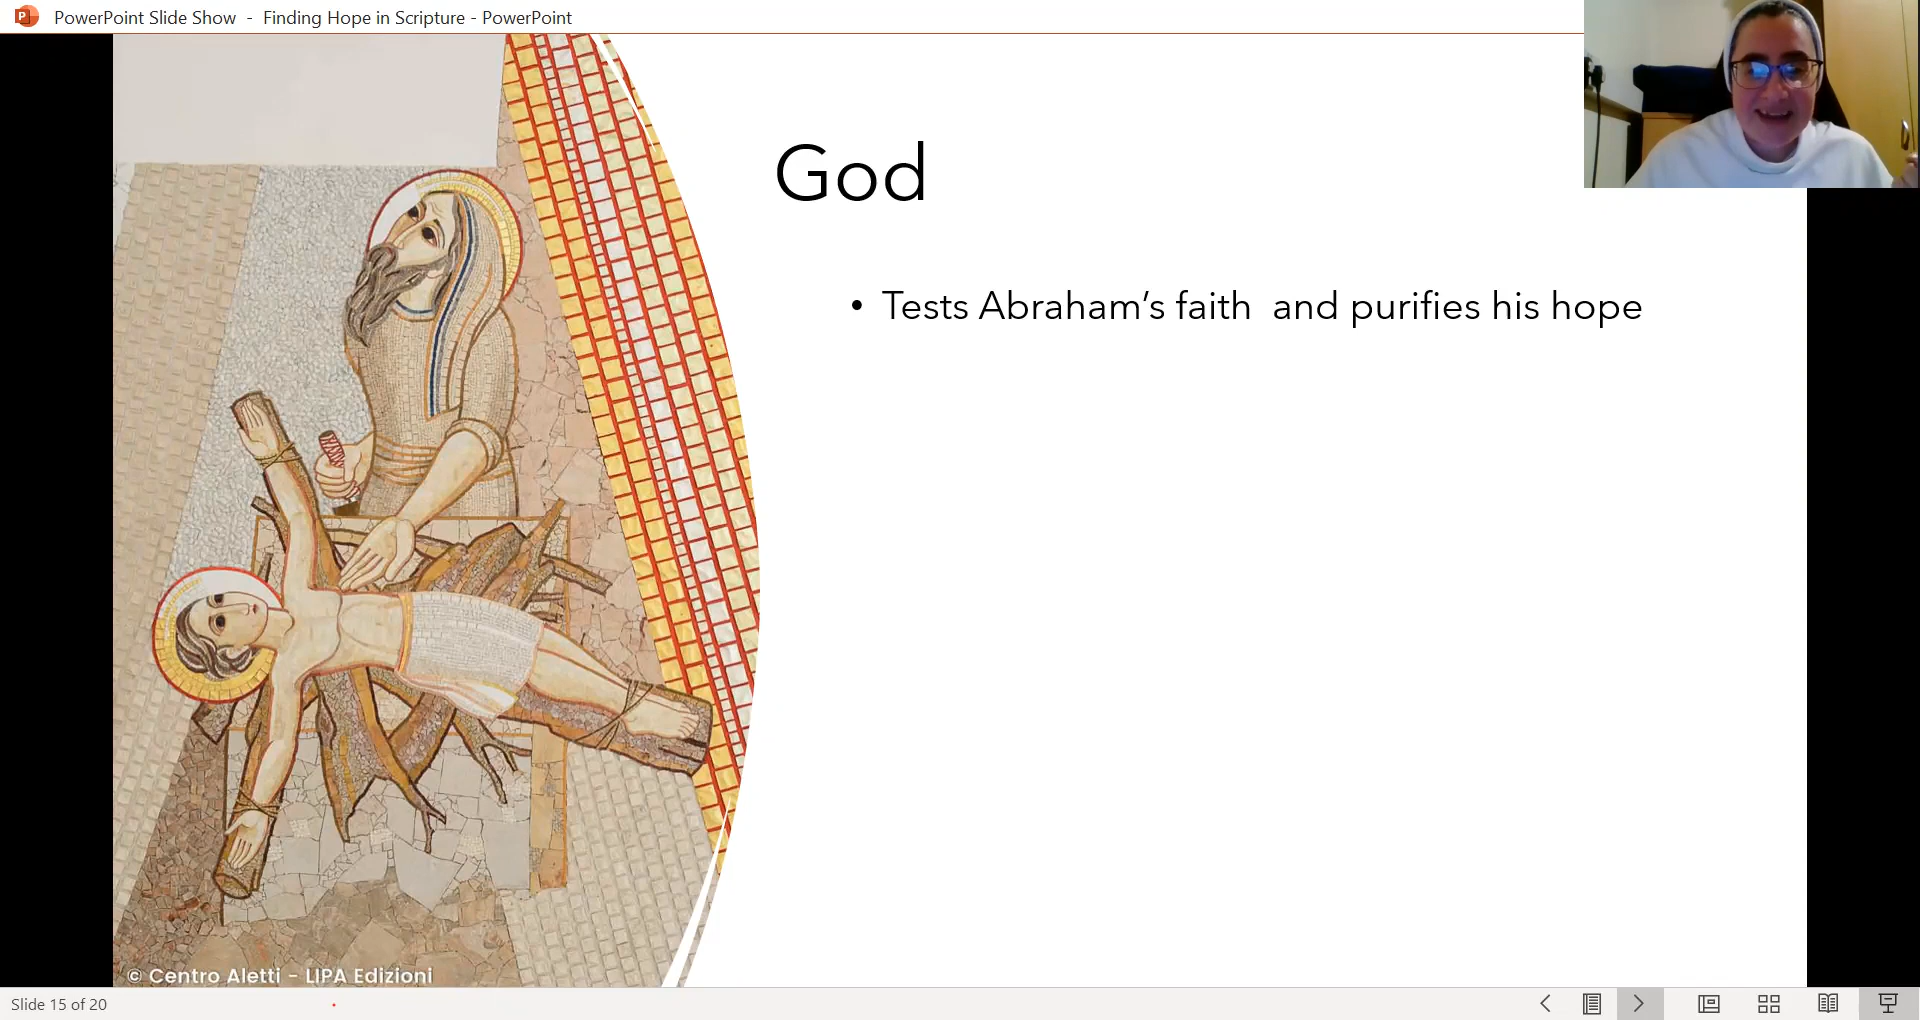 PowerPoint Slide Show - Finding Hope in Scripture - PowerPoint
God
• Tests Abraham’s faith and purifies his hope
© Centro Aletti - LIPA Edizioni
Slide 15 of 20